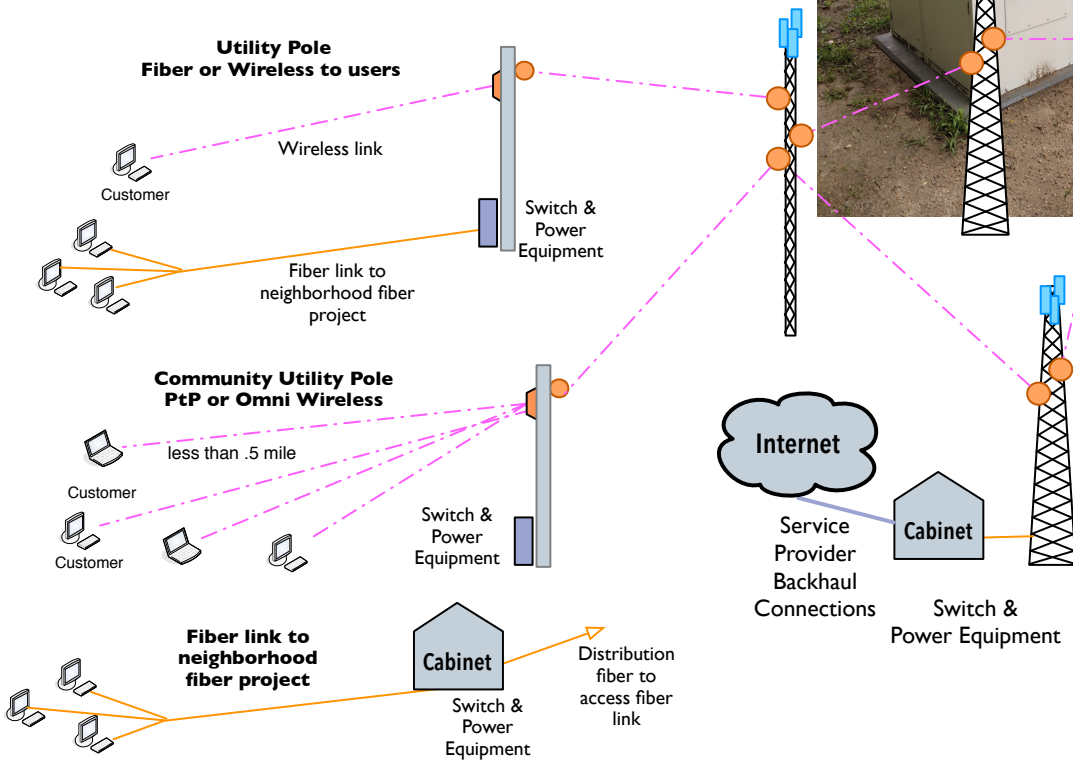 Utility Pole
Fiber or Wireless to users
Wireless link
Customer
Switch &
Power
Equipment
Fiber link to
neighborhood fiber
project
Community Utility Pole
PtP or Omni Wireless
less than .5 mile
Customer
Customer
Switch &
Power
Equipment
Internet
Cabinet
Service
Provider
Backhaul
Connections
Switch &
Power Equipment
Fiber link to
neighborhood
fiber project
Cabinet
Switch &
Power
Equipment
Distribution
fiber to
access fiber
link